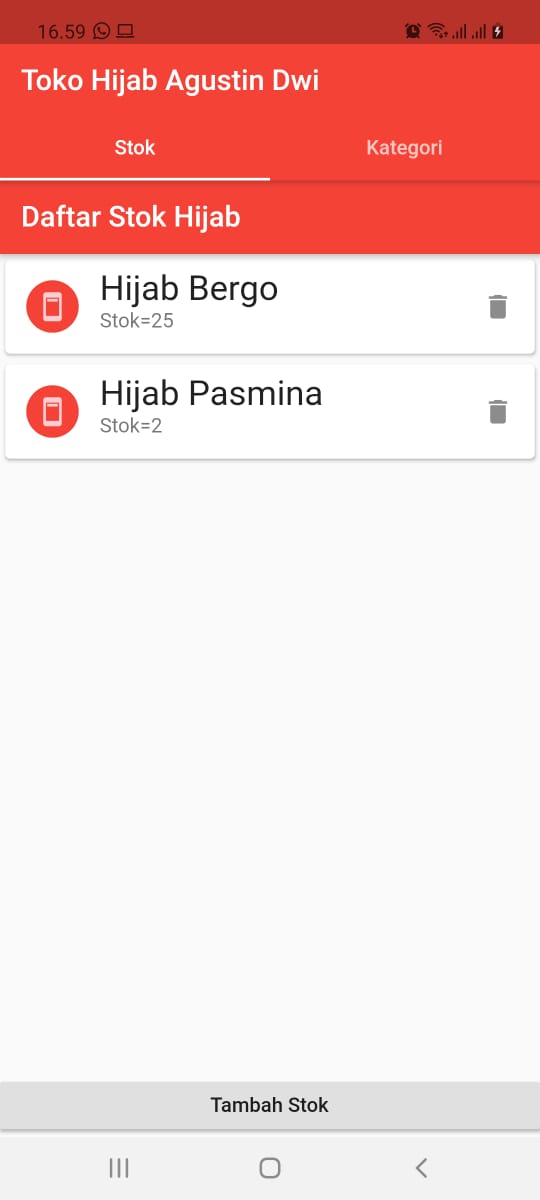 16.59
Toko Hijab Agustin Dwi
Stok
Kategori
Daftar Stok Hijab
Hijab Bergo
Stok=25
Hijab Pasmina
Stok=2
Tambah Stok